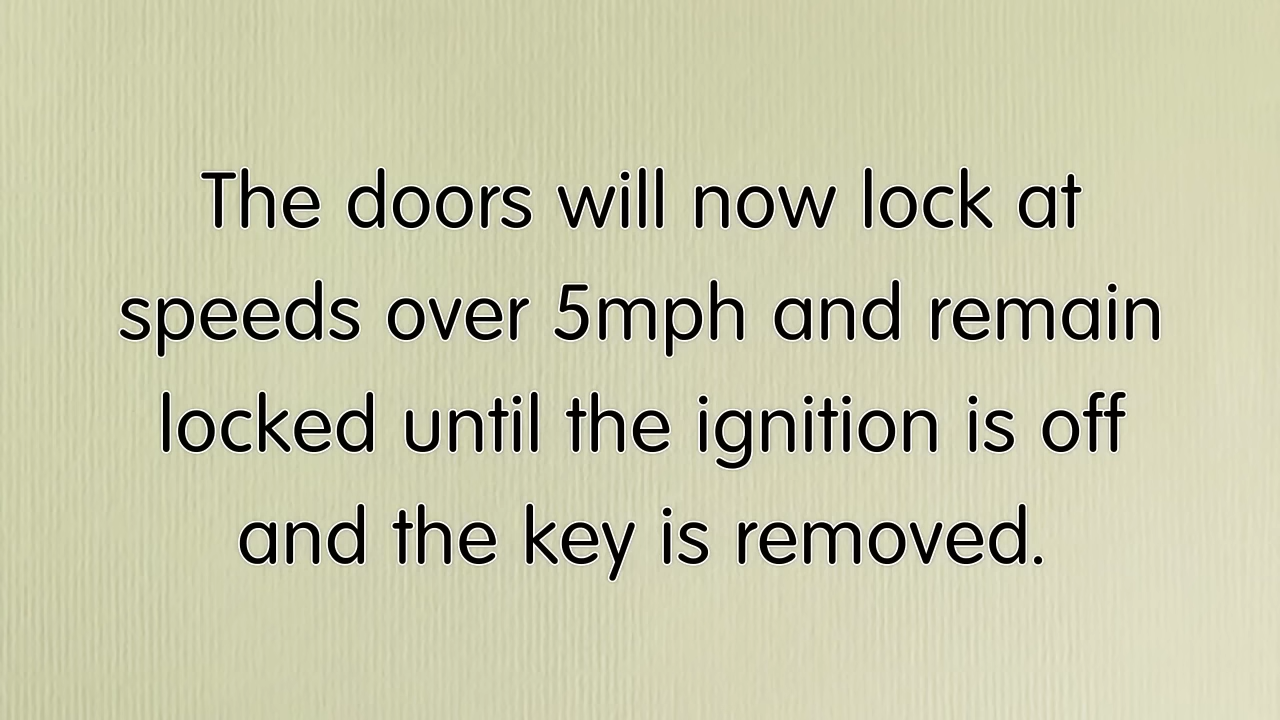 The doors will now lock at
speeds over 5mph and remain
locked until the ignition is off
and the key is removed.